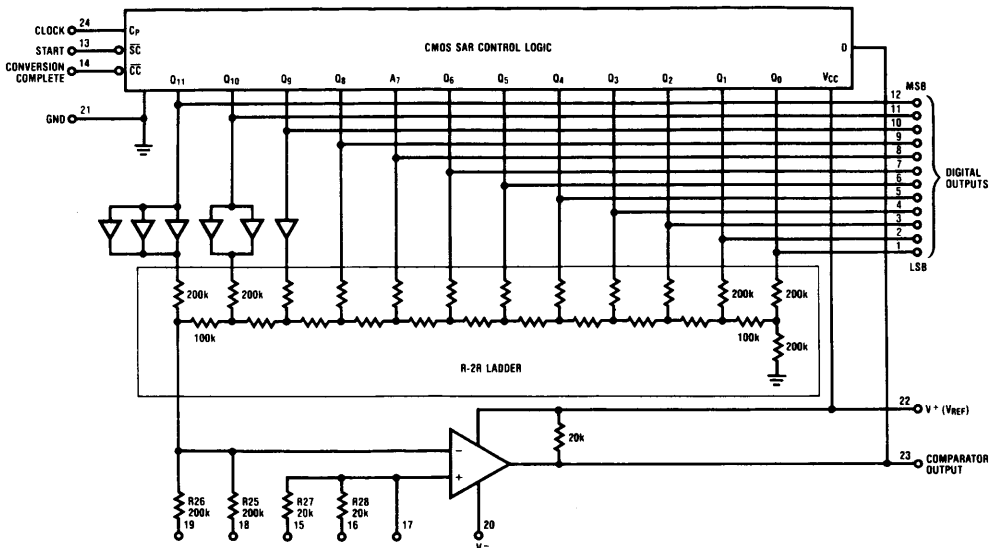 CMOS SAR CONTROL LOGIC
CLOCK 24 CP
START 13 SC
CONVERSION COMPLETE 14 CC
GND 21
D
Q11 Q10 Q9 Q8 A7 Q6 Q5 Q4 Q3 Q2 Q1 Q0 VCC
MSB
12
11
10
9
8
7
6
5
4
3
2
1
LSB
DIGITAL
OUTPUTS
200k 200k 200k 200k
100k 100k
200k
R-2R LADDER
22 V+ (VREF)
20k
23 COMPARATOR
OUTPUT
−
+
R26
200k
R25
200k
R27
20k
R28
20k
19 18 15 16 17 20
V−